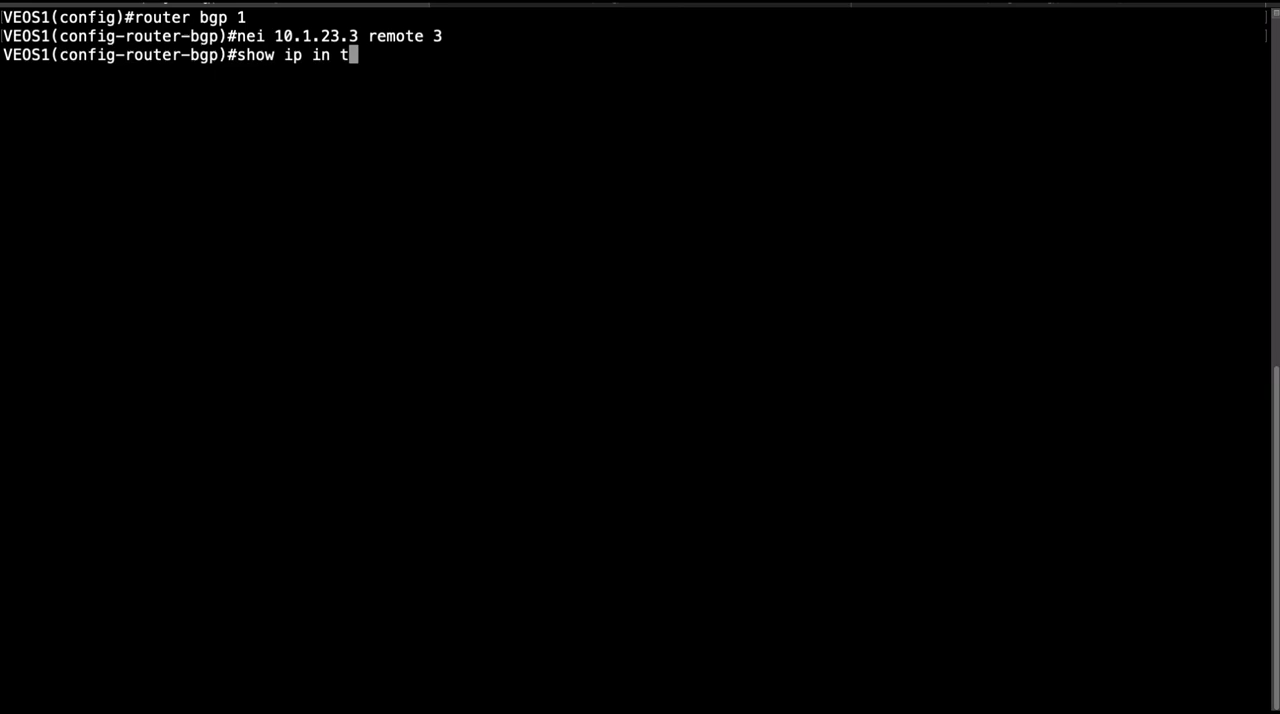 VEOS1(config)#router bgp 1
VEOS1(config-router-bgp)#nei 10.1.23.3 remote 3
VEOS1(config-router-bgp)#show ip in t